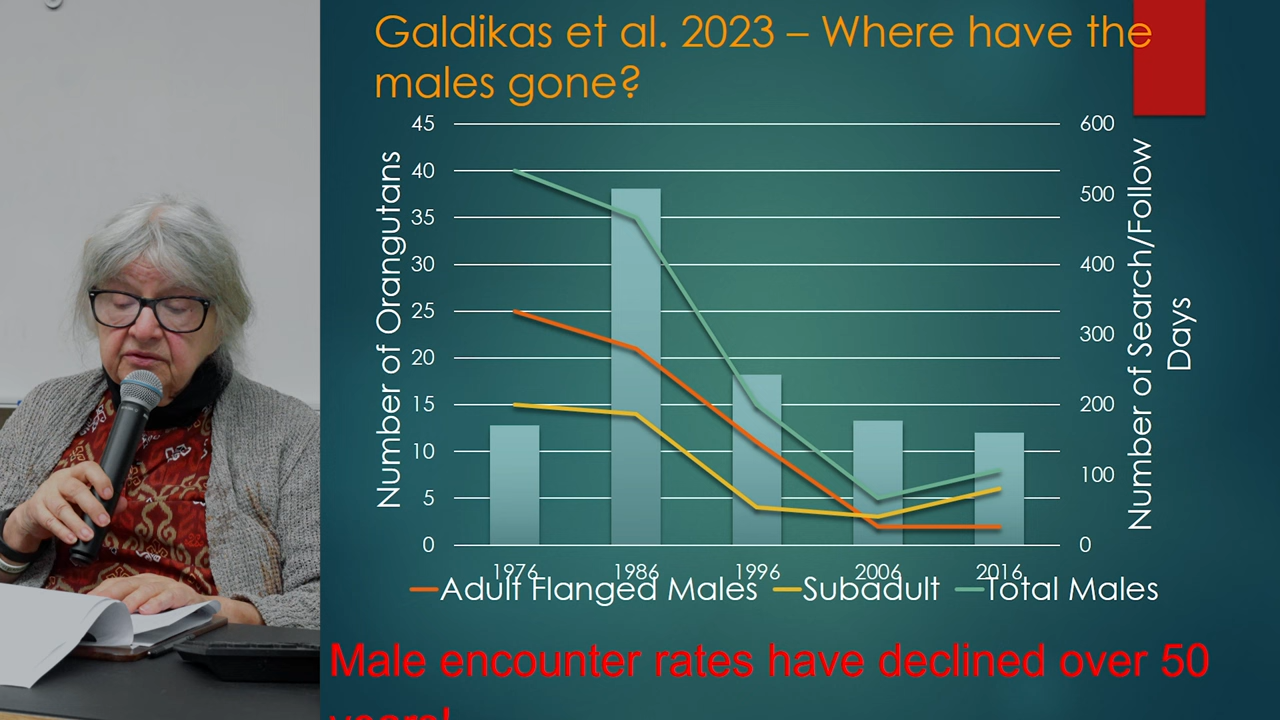 Galdikas et al. 2023 – Where have the
males gone?
45
40
35
30
25
20
15
10
5
0
Number of Orangutans
600
500
400
300
200
100
0
Number of Search/Follow
Days
1976
1986
1996
2006
2016
Adult Flanged Males
Subadult
Total Males
Male encounter rates have declined over 50
years!